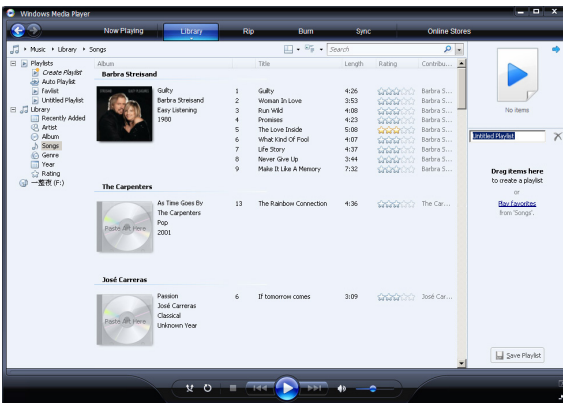 Windows Media Player
Now Playing Library Rip Burn Sync Online Stores
Music Library Songs Search
Playlists
Create Playlist
Auto Playlist
favlist
Untitled Playlist
Library
Recently Added
Artist
Album
Songs
Genre
Year
Rating
(F:)
Album Title Length Rating Contribu...
Barbra Streisand
Guilty
Barbra Streisand
Easy Listening
1980
1 Guilty 4:26 Barbra S...
2 Woman In Love 3:53 Barbra S...
3 Run Wild 4:08 Barbra S...
4 Promises 4:23 Barbra S...
5 The Love Inside 5:08 Barbra S...
6 What Kind Of Fool 4:07 Barbra S...
7 Life Story 4:37 Barbra S...
8 Never Give Up 3:44 Barbra S...
9 Make It Like A Memory 7:32 Barbra S...
The Carpenters
Paste Art Here
As Time Goes By
The Carpenters
Pop
2001
13 The Rainbow Connection 4:36 The Car...
José Carreras
Paste Art Here
Passion
José Carreras
Classical
Unknown Year
6 If tomorrow comes 3:09 José Car...
No items
Untitled Playlist
Drag items here
to create a playlist
or
Play favorites
from 'Songs'.
Save Playlist